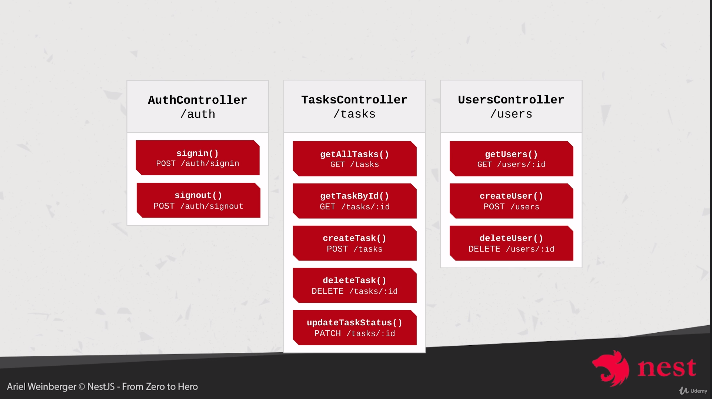 AuthController
/auth
signin()
POST /auth/signin
signout()
POST /auth/signout
TasksController
/tasks
getAllTasks()
GET /tasks
getTaskById()
GET /tasks/:id
createTask()
POST /tasks
deleteTask()
DELETE /tasks/:id
updateTaskStatus()
PATCH /tasks/:id
UsersController
/users
getUsers()
GET /users/:id
createUser()
POST /users
deleteUser()
DELETE /users/:id
nest
Ariel Weinberger © NestJS - From Zero to Hero
Udemy